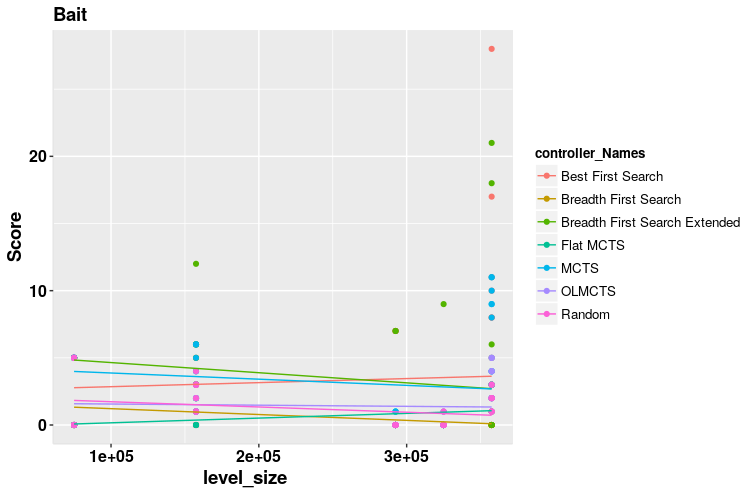 Bait
Score
20
10
0
1e+05 2e+05 3e+05
level_size
controller_Names
Best First Search
Breadth First Search
Breadth First Search Extended
Flat MCTS
MCTS
OLMCTS
Random